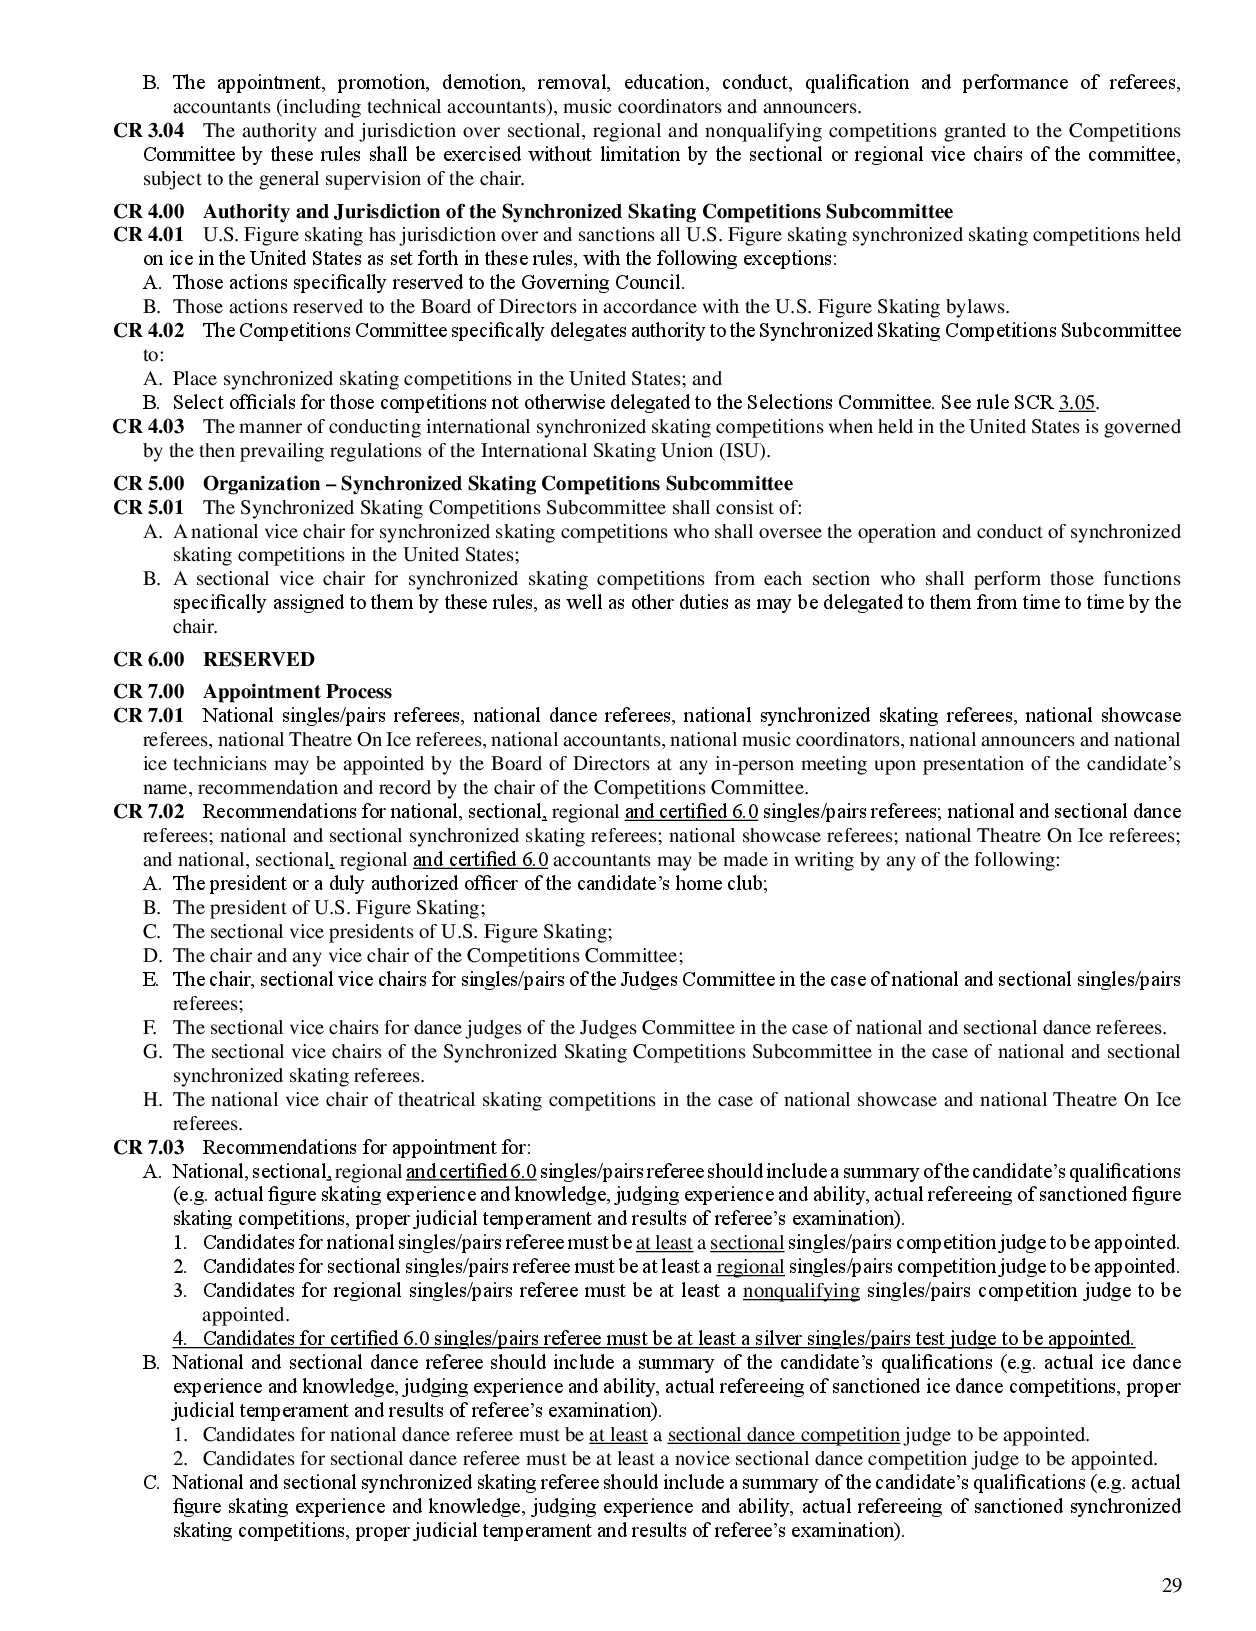 B. The appointment, promotion, demotion, removal, education, conduct, qualification and performance of referees,
accountants (including technical accountants), music coordinators and announcers.
CR 3.04 The authority and jurisdiction over sectional, regional and nonqualifying competitions granted to the Competitions
Committee by these rules shall be exercised without limitation by the sectional or regional vice chairs of the committee,
subject to the general supervision of the chair.
CR 4.00 Authority and Jurisdiction of the Synchronized Skating Competitions Subcommittee
CR 4.01 U.S. Figure skating has jurisdiction over and sanctions all U.S. Figure skating synchronized skating competitions held
on ice in the United States as set forth in these rules, with the following exceptions:
A. Those actions specifically reserved to the Governing Council.
B. Those actions reserved to the Board of Directors in accordance with the U.S. Figure Skating bylaws.
CR 4.02 The Competitions Committee specifically delegates authority to the Synchronized Skating Competitions Subcommittee
to:
A. Place synchronized skating competitions in the United States; and
B. Select officials for those competitions not otherwise delegated to the Selections Committee. See rule SCR 3.05.
CR 4.03 The manner of conducting international synchronized skating competitions when held in the United States is governed
by the then prevailing regulations of the International Skating Union (ISU).
CR 5.00 Organization – Synchronized Skating Competitions Subcommittee
CR 5.01 The Synchronized Skating Competitions Subcommittee shall consist of:
A. A national vice chair for synchronized skating competitions who shall oversee the operation and conduct of synchronized
skating competitions in the United States;
B. A sectional vice chair for synchronized skating competitions from each section who shall perform those functions
specifically assigned to them by these rules, as well as other duties as may be delegated to them from time to time by the
chair.
CR 6.00 RESERVED
CR 7.00 Appointment Process
CR 7.01 National singles/pairs referees, national dance referees, national synchronized skating referees, national showcase
referees, national Theatre On Ice referees, national accountants, national music coordinators, national announcers and national
ice technicians may be appointed by the Board of Directors at any in-person meeting upon presentation of the candidate’s
name, recommendation and record by the chair of the Competitions Committee.
CR 7.02 Recommendations for national, sectional, regional and certified 6.0 singles/pairs referees; national and sectional dance
referees; national and sectional synchronized skating referees; national showcase referees; national Theatre On Ice referees;
and national, sectional, regional and certified 6.0 accountants may be made in writing by any of the following:
A. The president or a duly authorized officer of the candidate’s home club;
B. The president of U.S. Figure Skating;
C. The sectional vice presidents of U.S. Figure Skating;
D. The chair and any vice chair of the Competitions Committee;
E. The chair, sectional vice chairs for singles/pairs of the Judges Committee in the case of national and sectional singles/pairs
referees;
F. The sectional vice chairs for dance judges of the Judges Committee in the case of national and sectional dance referees.
G. The sectional vice chairs of the Synchronized Skating Competitions Subcommittee in the case of national and sectional
synchronized skating referees.
H. The national vice chair of theatrical skating competitions in the case of national showcase and national Theatre On Ice
referees.
CR 7.03 Recommendations for appointment for:
A. National, sectional, regional and certified 6.0 singles/pairs referee should include a summary of the candidate’s qualifications
(e.g. actual figure skating experience and knowledge, judging experience and ability, actual refereeing of sanctioned figure
skating competitions, proper judicial temperament and results of referee’s examination).
1. Candidates for national singles/pairs referee must be at least a sectional singles/pairs competition judge to be appointed.
2. Candidates for sectional singles/pairs referee must be at least a regional singles/pairs competition judge to be appointed.
3. Candidates for regional singles/pairs referee must be at least a nonqualifying singles/pairs competition judge to be
appointed.
4. Candidates for certified 6.0 singles/pairs referee must be at least a silver singles/pairs test judge to be appointed.
B. National and sectional dance referee should include a summary of the candidate’s qualifications (e.g. actual ice dance
experience and knowledge, judging experience and ability, actual refereeing of sanctioned ice dance competitions, proper
judicial temperament and results of referee’s examination).
1. Candidates for national dance referee must be at least a sectional dance competition judge to be appointed.
2. Candidates for sectional dance referee must be at least a novice sectional dance competition judge to be appointed.
C. National and sectional synchronized skating referee should include a summary of the candidate’s qualifications (e.g. actual
figure skating experience and knowledge, judging experience and ability, actual refereeing of sanctioned synchronized
skating competitions, proper judicial temperament and results of referee’s examination).
29